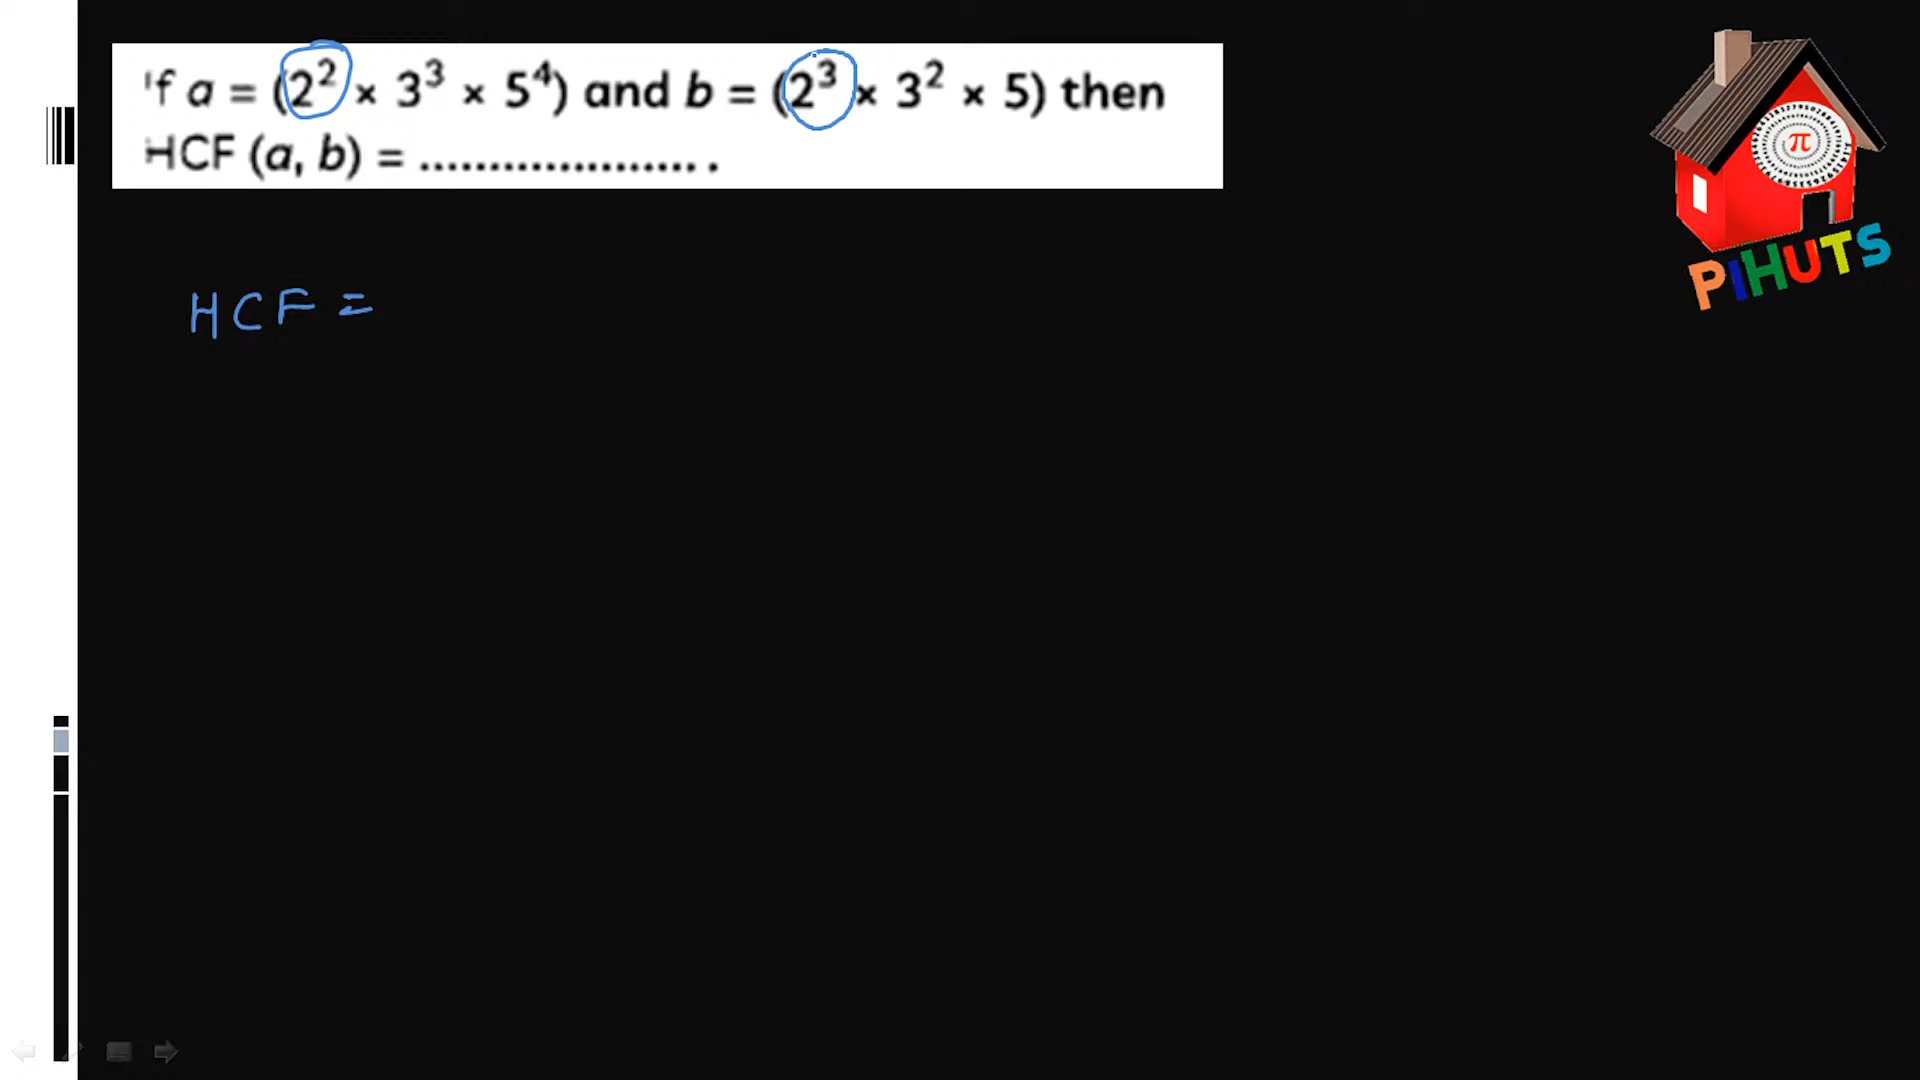 If a = (2² × 3³ × 5⁴) and b = (2³ × 3² × 5) then
HCF (a, b) = .................... .
HCF =
π
PIHUTS